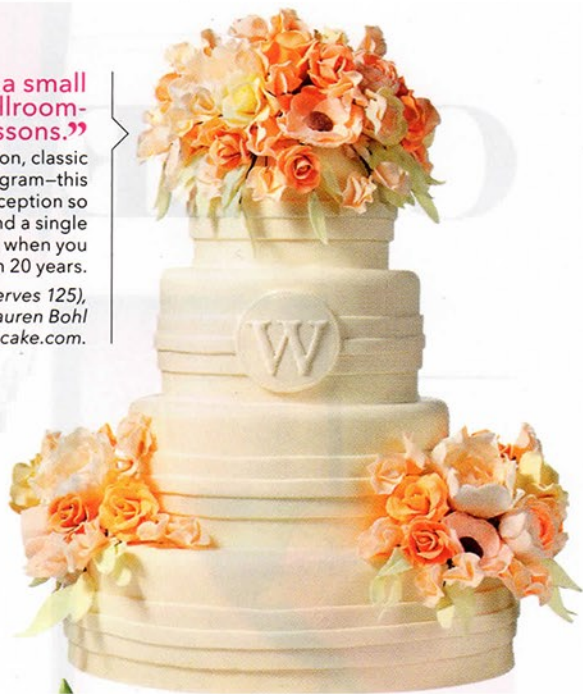 a small
llroom-
ssons.”
on, classic
gram—this
ception so
nd a single
when you
n 20 years.
erves 125),
auren Bohl
cake.com.
W